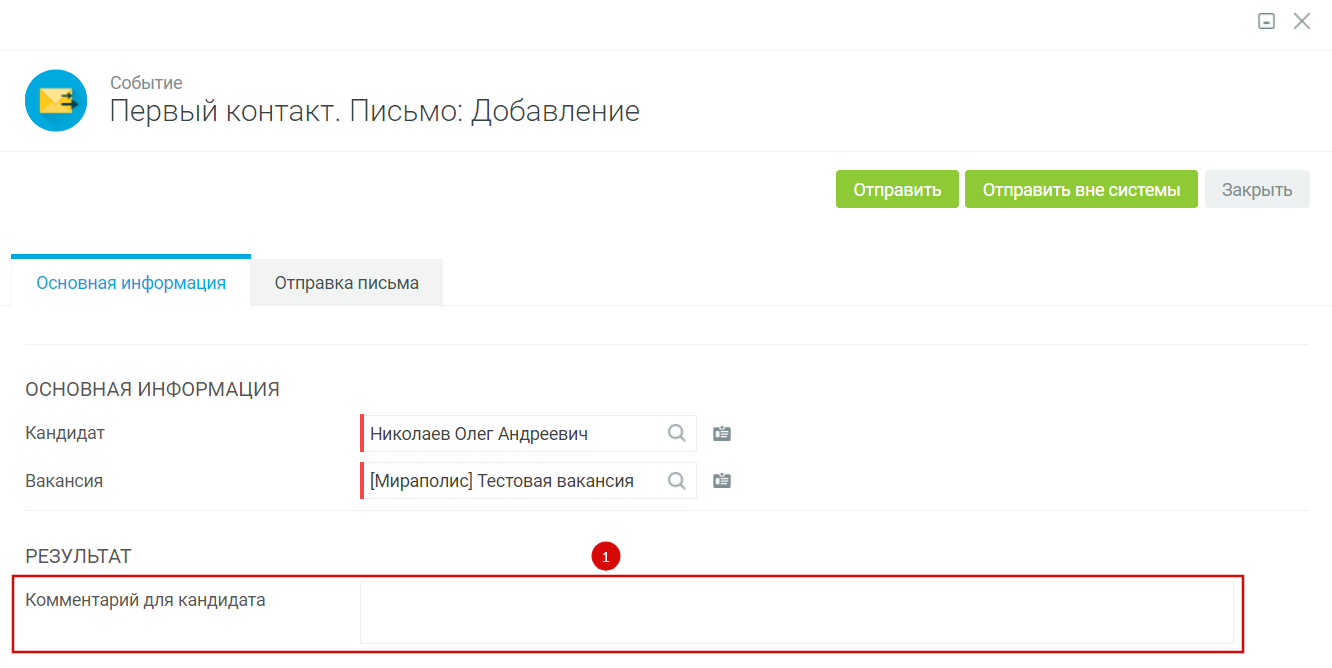 Событие
Первый контакт. Письмо: Добавление
Отправить
Отправить вне системы
Закрыть
Основная информация
Отправка письма
ОСНОВНАЯ ИНФОРМАЦИЯ
Кандидат
Николаев Олег Андреевич
Вакансия
[Мираполис] Тестовая вакансия
РЕЗУЛЬТАТ
1
Комментарий для кандидата